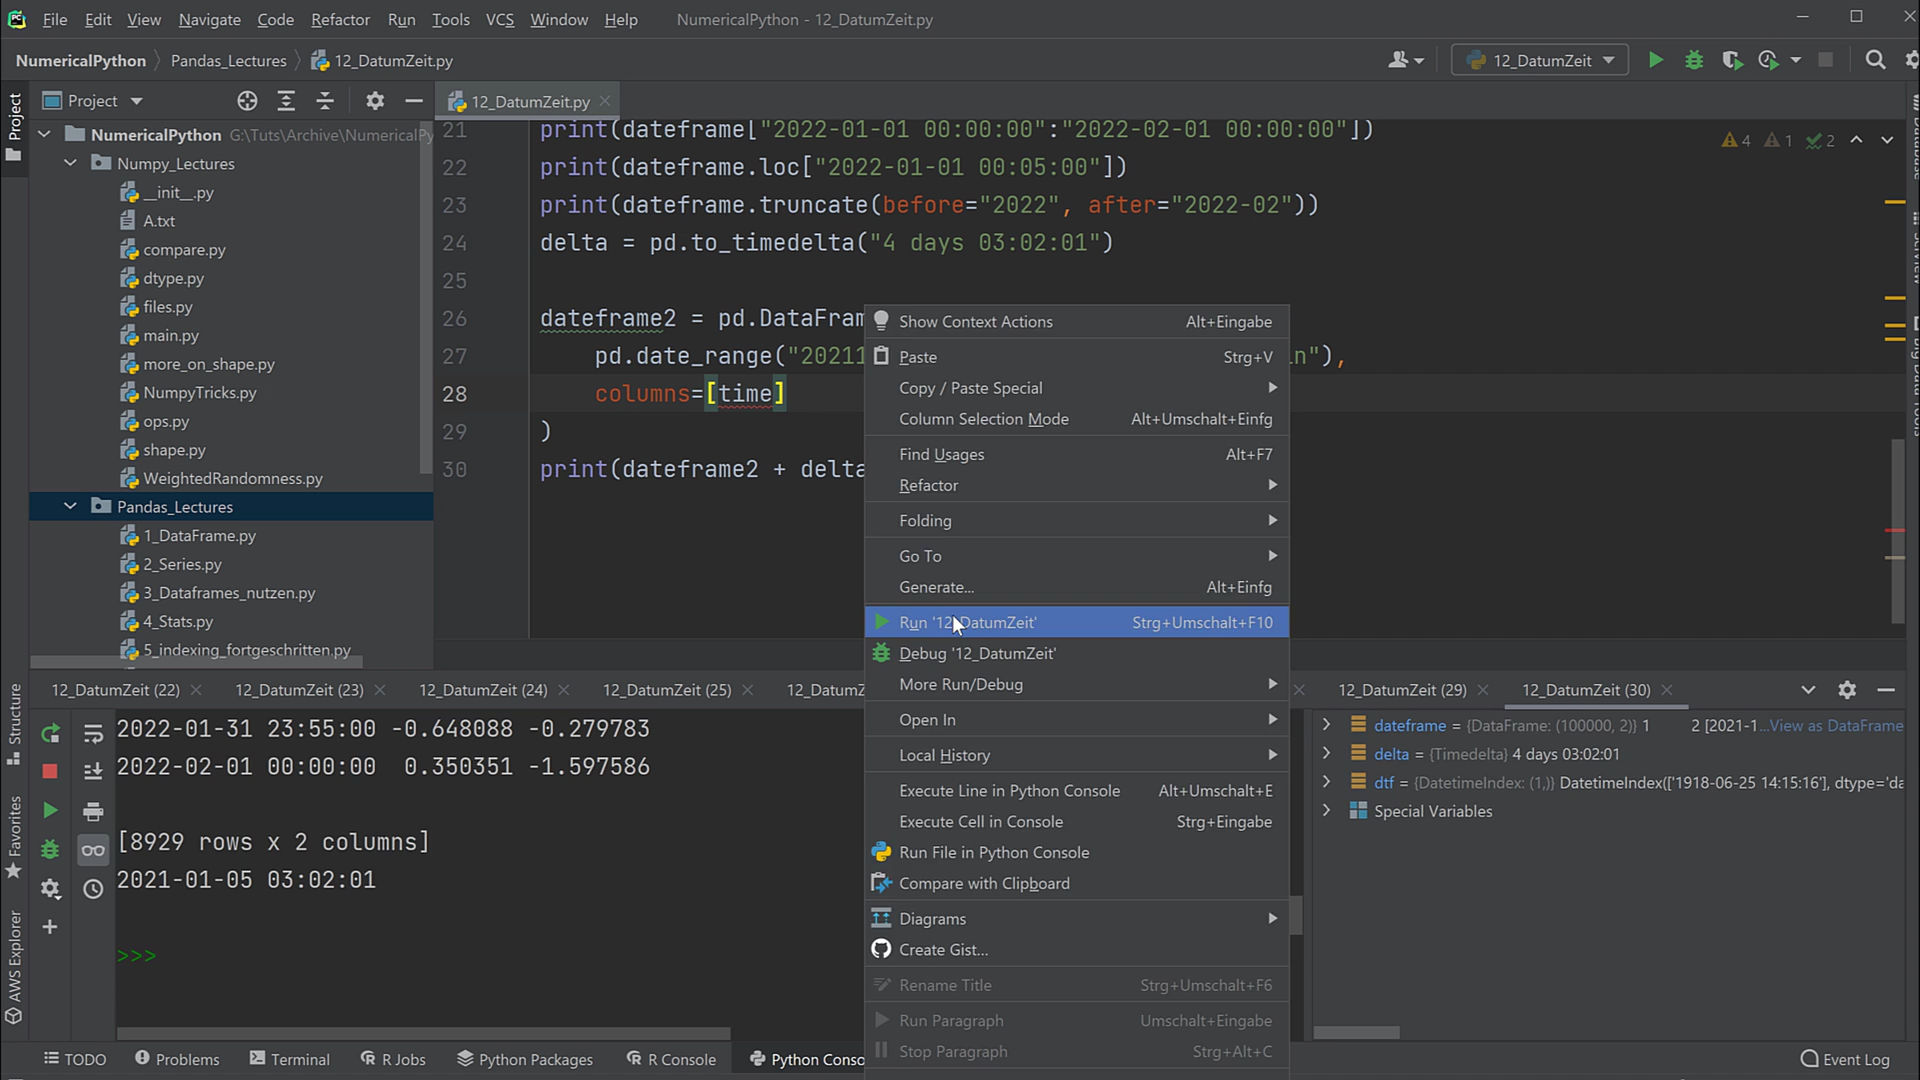 File Edit View Navigate Code Refactor Run Tools VCS Window Help NumericalPython - 12_DatumZeit.py
NumericalPython Pandas_Lectures 12_DatumZeit.py 12_DatumZeit
Project 12_DatumZeit.py
Project
NumericalPython G:\Tuts\Archive\NumericalPy
Numpy_Lectures
__init__.py
A.txt
compare.py
dtype.py
files.py
main.py
more_on_shape.py
NumpyTricks.py
ops.py
shape.py
WeightedRandomness.py
Pandas_Lectures
1_DataFrame.py
2_Series.py
3_Dataframes_nutzen.py
4_Stats.py
5_indexing_fortgeschritten.py
21 print(dateframe["2022-01-01 00:00:00":"2022-02-01 00:00:00"])
22 print(dateframe.loc["2022-01-01 00:05:00"])
23 print(dateframe.truncate(before="2022", after="2022-02"))
24 delta = pd.to_timedelta("4 days 03:02:01")
25
26 dateframe2 = pd.DataFram
27 pd.date_range("20211 n"),
28 columns=[time]
29 )
30 print(dateframe2 + delta
4 1 2
Show Context Actions Alt+Eingabe
Paste Strg+V
Copy / Paste Special
Column Selection Mode Alt+Umschalt+Einfg
Find Usages Alt+F7
Refactor
Folding
Go To
Generate... Alt+Einfg
Run '12_DatumZeit' Strg+Umschalt+F10
Debug '12_DatumZeit'
More Run/Debug
Open In
Local History
Execute Line in Python Console Alt+Umschalt+E
Execute Cell in Console Strg+Eingabe
Run File in Python Console
Compare with Clipboard
Diagrams
Create Gist...
Rename Title Strg+Umschalt+F6
Run Paragraph Umschalt+Eingabe
Stop Paragraph Strg+Alt+C
12_DatumZeit (22) 12_DatumZeit (23) 12_DatumZeit (24) 12_DatumZeit (25) 12_DatumZ 12_DatumZeit (29) 12_DatumZeit (30)
2022-01-31 23:55:00 -0.648088 -0.279783
2022-02-01 00:00:00 0.350351 -1.597586
[8929 rows x 2 columns]
2021-01-05 03:02:01
>>>
dateframe = {DataFrame: (100000, 2)} 1 2 [2021-1...View as DataFrame
delta = {Timedelta} 4 days 03:02:01
dtf = {DatetimeIndex: (1,)} DatetimeIndex(['1918-06-25 14:15:16'], dtype='da
Special Variables
Structure
Favorites
AWS Explorer
TODO Problems Terminal R Jobs Python Packages R Console Python Conso Event Log